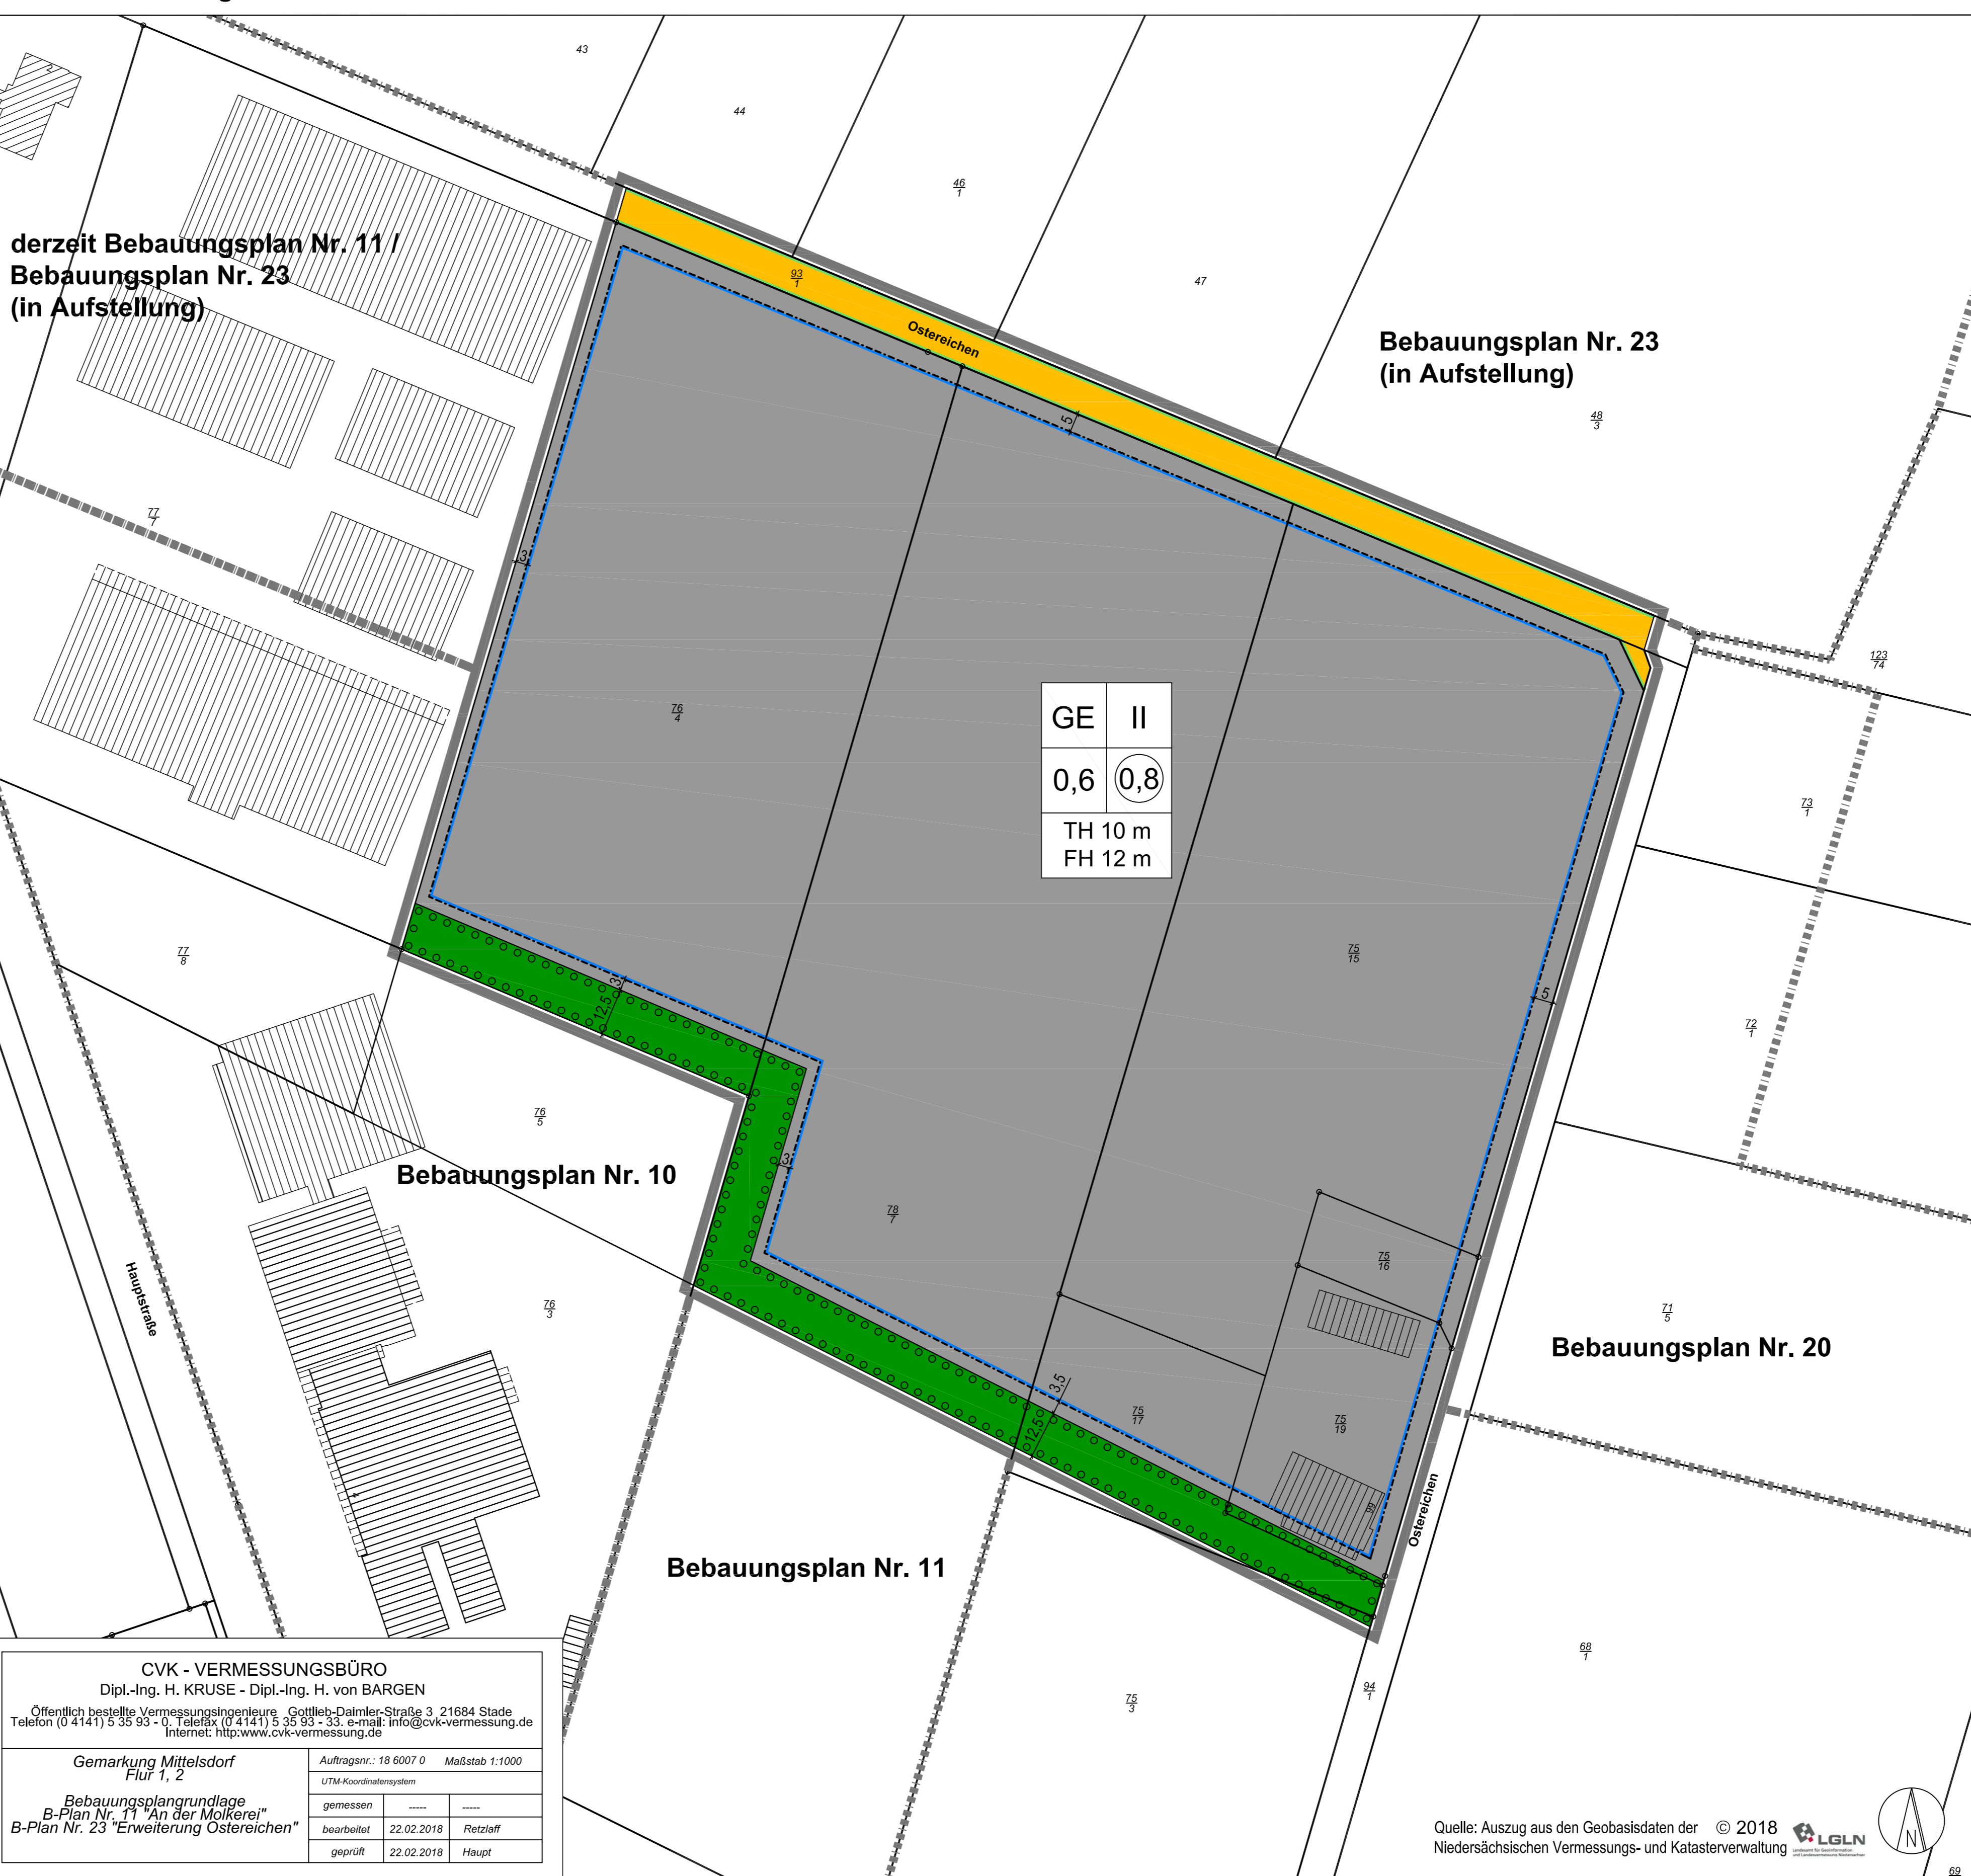 43
44
46
1
47
2
derzeit Bebauungsplan Nr. 11 /
Bebauungsplan Nr. 23
(in Aufstellung)
93
1
Ostereichen
5
Bebauungsplan Nr. 23
(in Aufstellung)
48
3
77
7
3
123
74
76
4
GE II
0,6 0,8
TH 10 m
FH 12 m
73
1
77
8
75
15
5
72
1
3
12,5
76
5
Bebauungsplan Nr. 10
3
78
7
75
16
Hauptstraße
76
3
71
5
Bebauungsplan Nr. 20
3,5
12,5
75
17
75
19
99
Ostereichen
Bebauungsplan Nr. 11
68
1
94
1
75
3
CVK - VERMESSUNGSBÜRO
Dipl.-Ing. H. KRUSE - Dipl.-Ing. H. von BARGEN
Öffentlich bestellte Vermessungsingenieure Gottlieb-Daimler-Straße 3 21684 Stade
Telefon (0 4141) 5 35 93 - 0. Telefax (0 4141) 5 35 93 - 33. e-mail: info@cvk-vermessung.de
Internet: http:www.cvk-vermessung.de
Gemarkung Mittelsdorf
Flur 1, 2
Bebauungsplangrundlage
B-Plan Nr. 11 "An der Molkerei"
B-Plan Nr. 23 "Erweiterung Ostereichen"
Auftragsnr.: 18 6007 0 Maßstab 1:1000
UTM-Koordinatensystem
gemessen ----- -----
bearbeitet 22.02.2018 Retzlaff
geprüft 22.02.2018 Haupt
Quelle: Auszug aus den Geobasisdaten der © 2018
Niedersächsischen Vermessungs- und Katasterverwaltung
LGLN
Landesamt für Geoinformation
und Landesvermessung Niedersachsen
N
69